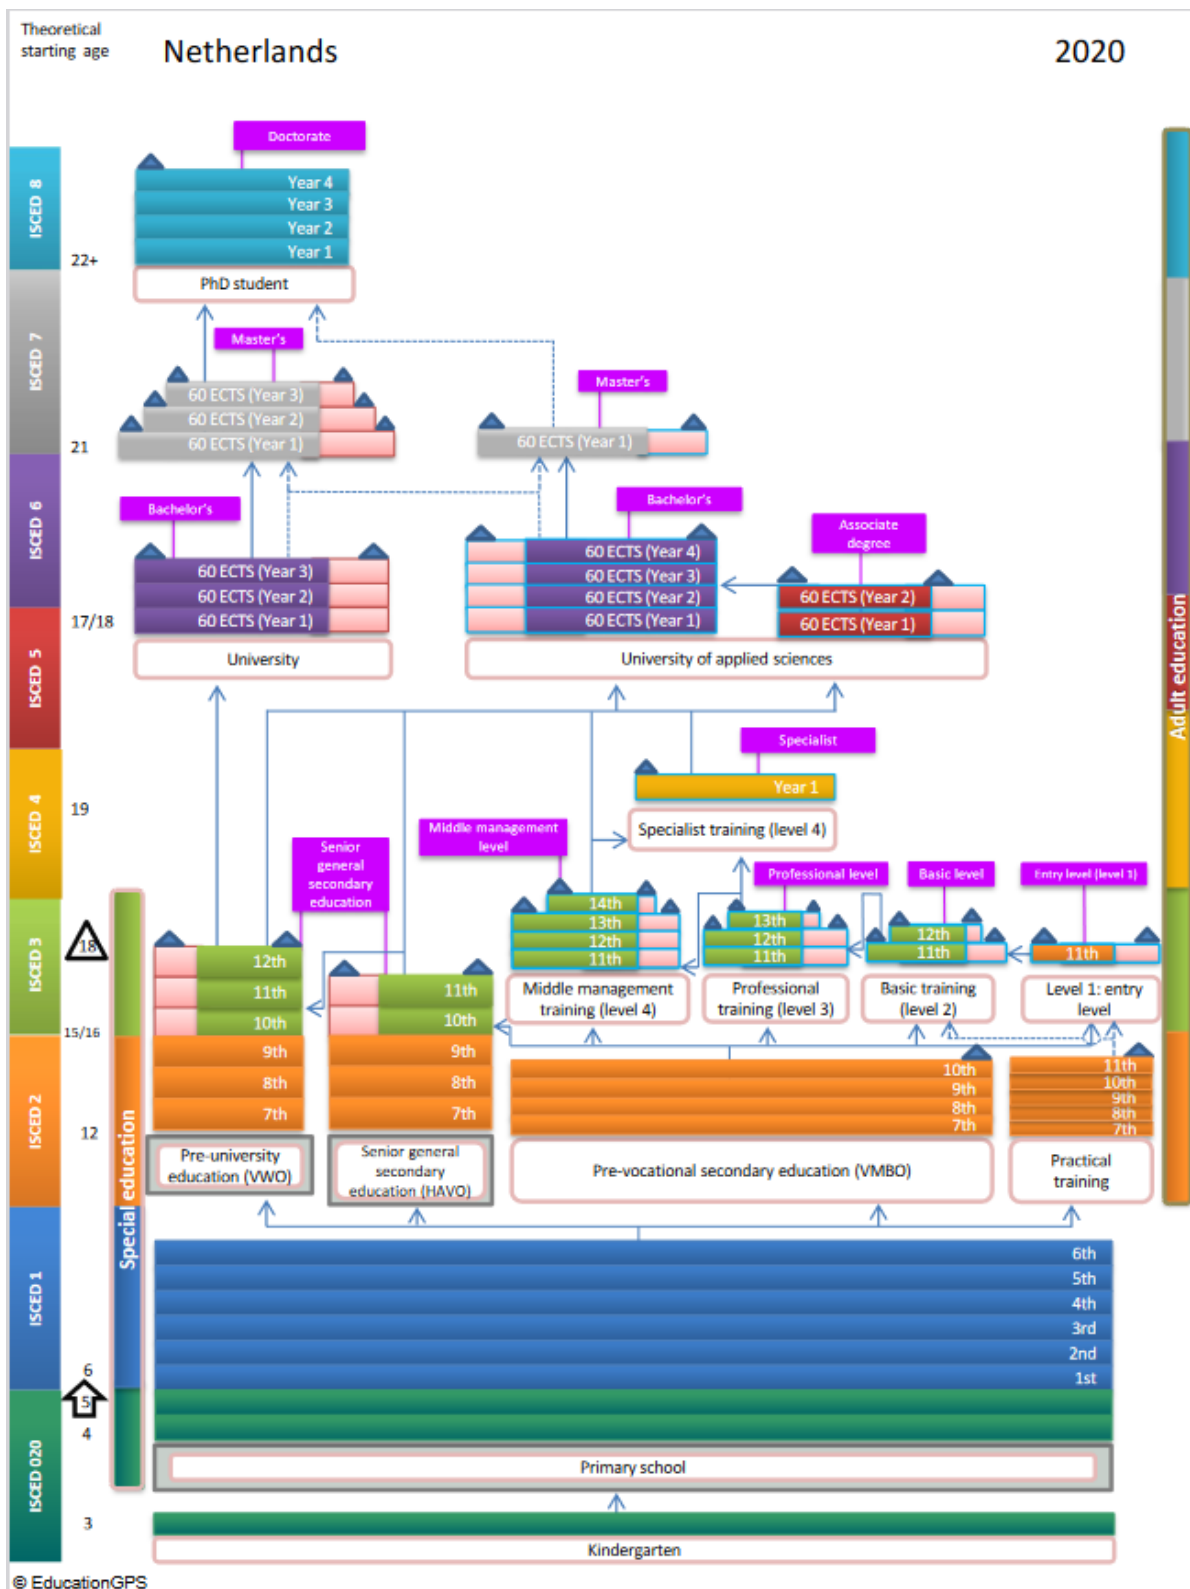 Theoretical
starting age
Netherlands
2020
Doctorate
ISCED 8
Year 4
Year 3
Year 2
Year 1
22+
PhD student
ISCED 7
Master's
60 ECTS (Year 3)
60 ECTS (Year 2)
60 ECTS (Year 1)
Master's
60 ECTS (Year 1)
21
ISCED 6
Bachelor's
60 ECTS (Year 3)
60 ECTS (Year 2)
60 ECTS (Year 1)
Bachelor's
60 ECTS (Year 4)
60 ECTS (Year 3)
60 ECTS (Year 2)
60 ECTS (Year 1)
Associate
degree
60 ECTS (Year 2)
60 ECTS (Year 1)
17/18
University
University of applied sciences
ISCED 5
Adult education
Specialist
Year 1
ISCED 4
19
Specialist training (level 4)
Senior
general
secondary
education
Middle management
level
Professional level
Basic level
Entry level (level 1)
ISCED 3
18
12th
11th
10th
11th
10th
14th
13th
12th
11th
13th
12th
11th
12th
11th
11th
Middle management
training (level 4)
Professional
training (level 3)
Basic training
(level 2)
Level 1: entry
level
15/16
ISCED 2
9th
8th
7th
9th
8th
7th
10th
9th
8th
7th
11th
10th
9th
8th
7th
12
Special education
Pre-university
education (VWO)
Senior general
secondary
education (HAVO)
Pre-vocational secondary education (VMBO)
Practical
training
ISCED 1
6th
5th
4th
3rd
2nd
1st
6
5
4
ISCED 020
Primary school
3
Kindergarten
© EducationGPS